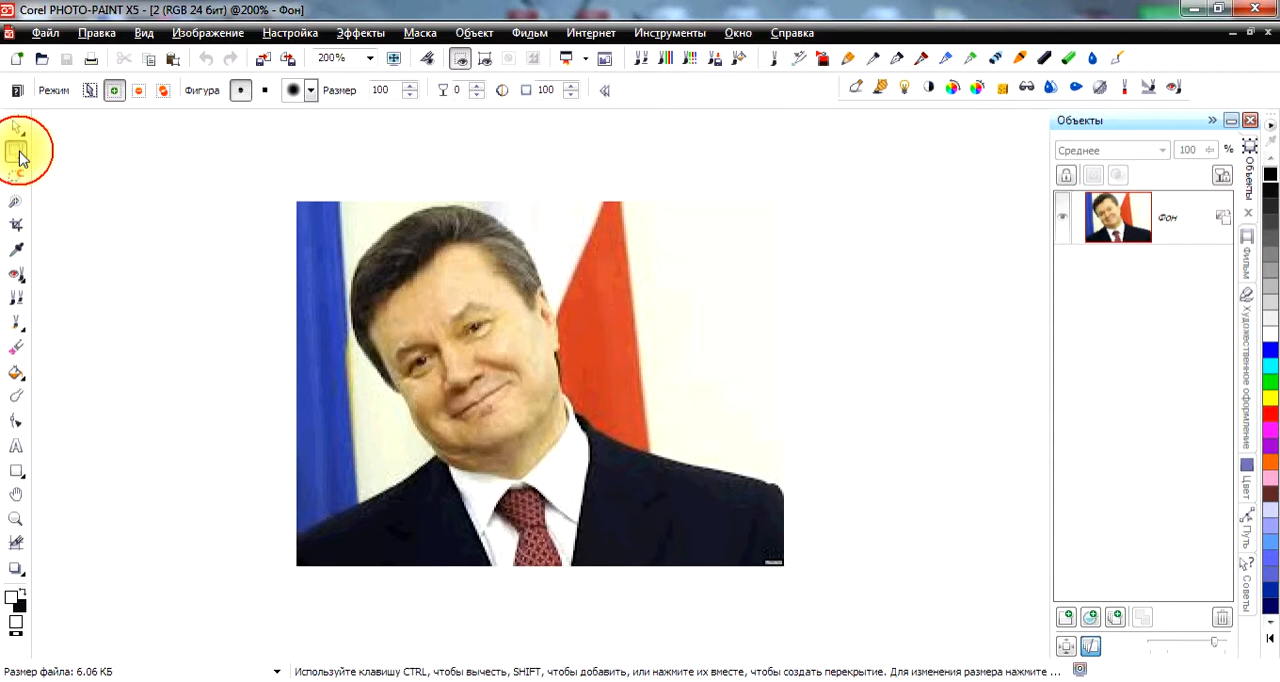 Corel PHOTO-PAINT X5 - [2 (RGB 24 бит) @200% - Фон]
Файл Правка Вид Изображение Настройка Эффекты Маска Объект Фильм Интернет Инструменты Окно Справка
200%
Режим Фигура Размер 100 0 100
Объекты
Среднее 100 %
Фон
Объекты
Фильм
Художественное оформление
Цвет
Путь
Советы
Размер файла: 6.06 КБ Используйте клавишу CTRL, чтобы вычесть, SHIFT, чтобы добавить, или нажмите их вместе, чтобы создать перекрытие. Для изменения размера нажмите ...